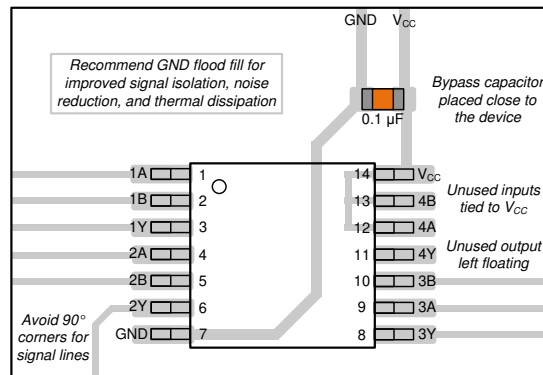 GND VCC
Recommend GND flood fill for
improved signal isolation, noise
reduction, and thermal dissipation
Bypass capacitor
placed close to
the device
0.1 µF
1A 1 14 VCC
1B 2 13 4B
1Y 3 12 4A
2A 4 11 4Y
2B 5 10 3B
2Y 6 9 3A
GND 7 8 3Y
Unused inputs
tied to VCC
Unused output
left floating
Avoid 90°
corners for
signal lines